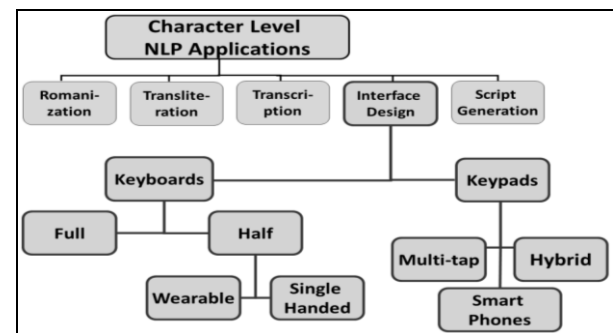 Character Level
NLP Applications
Romani-
zation
Translite-
ration
Transcri-
ption
Interface
Design
Script
Generation
Keyboards
Keypads
Full
Half
Multi-tap
Hybrid
Wearable
Single
Handed
Smart
Phones